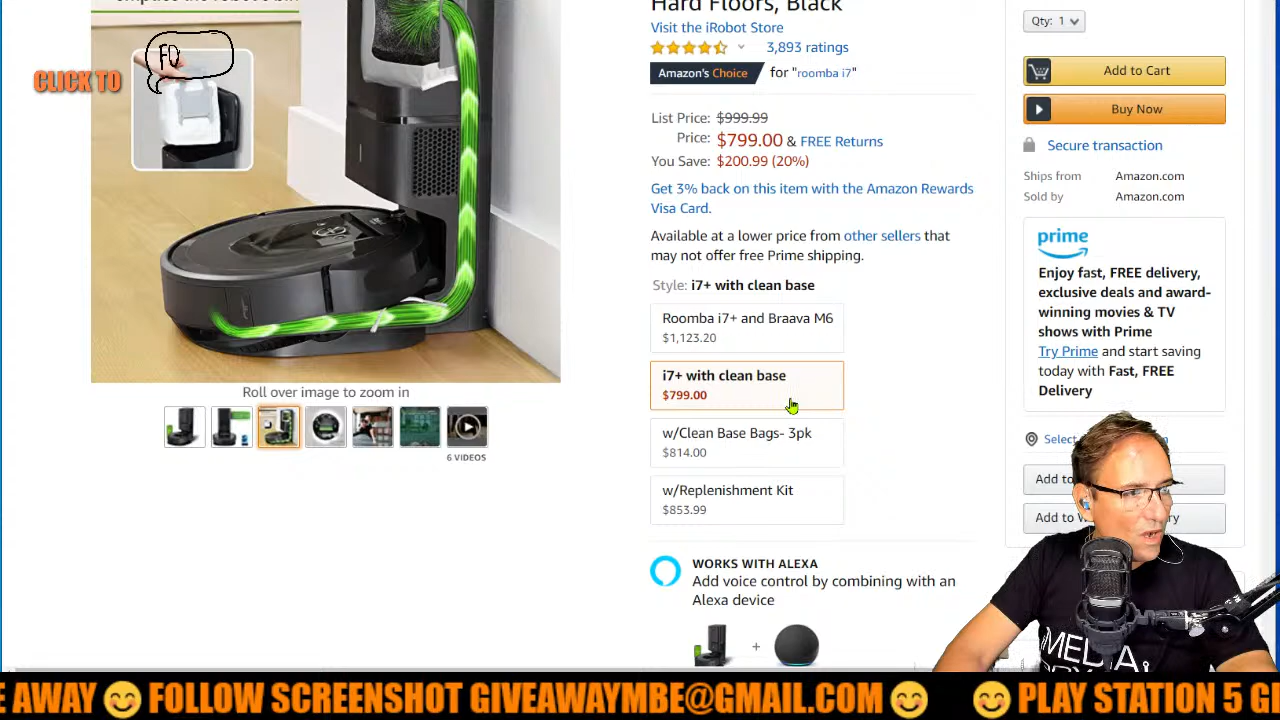 Hard Floors, Black
Visit the iRobot Store
3,893 ratings
Amazon's Choice for "roomba i7"
List Price: $999.99
Price: $799.00 & FREE Returns
You Save: $200.99 (20%)
Get 3% back on this item with the Amazon Rewards
Visa Card.
Available at a lower price from other sellers that
may not offer free Prime shipping.
Style: i7+ with clean base
Roomba i7+ and Braava M6
$1,123.20
i7+ with clean base
$799.00
w/Clean Base Bags- 3pk
$814.00
w/Replenishment Kit
$853.99
WORKS WITH ALEXA
Add voice control by combining with an
Alexa device
+
CLICK TO
FO
Roll over image to zoom in
6 VIDEOS
Qty: 1
Add to Cart
Buy Now
Secure transaction
Ships from Amazon.com
Sold by Amazon.com
prime
Enjoy fast, FREE delivery,
exclusive deals and award-
winning movies & TV
shows with Prime
Try Prime and start saving
today with Fast, FREE
Delivery
Add to
Add to
MEDIA
E AWAY 😊 FOLLOW SCREENSHOT GIVEAWAYMBE@GMAIL.COM 😊 😊 PLAY STATION 5 GI